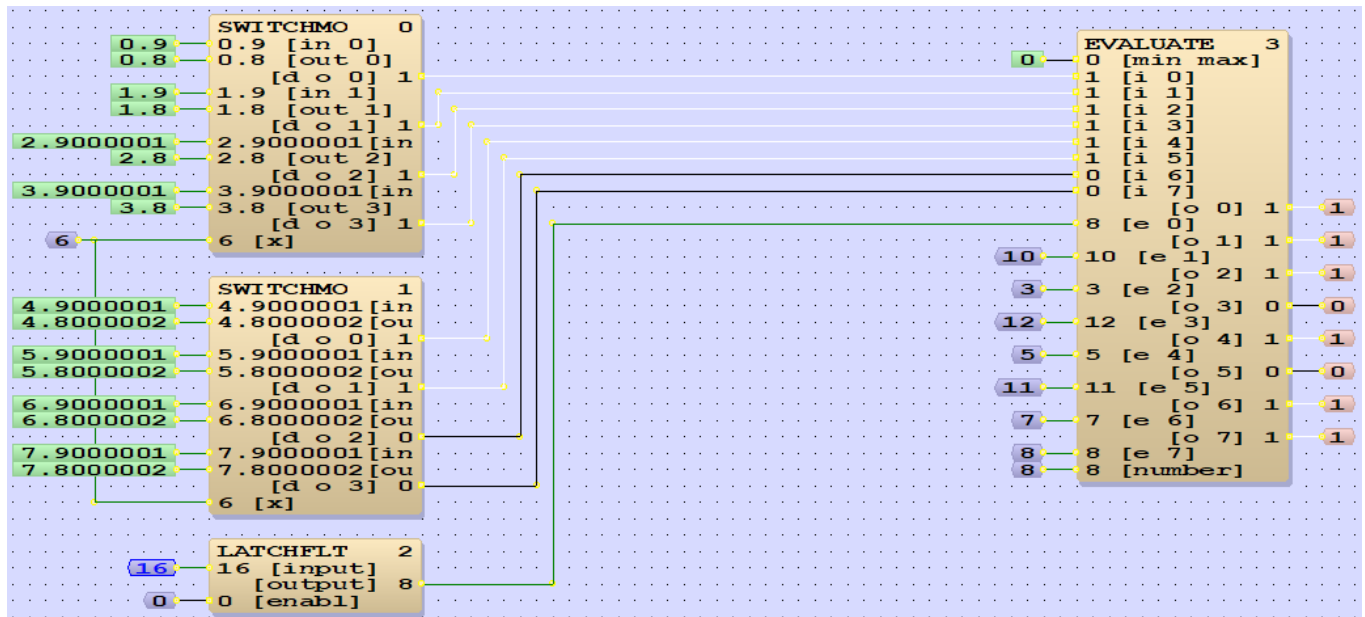 SWITCHMO 0
0.9 0.9 [in 0]
0.8 0.8 [out 0]
[d o 0] 1
1.9 1.9 [in 1]
1.8 1.8 [out 1]
[d o 1] 1
2.9000001 2.9000001[in
2.8 2.8 [out 2]
[d o 2] 1
3.9000001 3.9000001[in
3.8 3.8 [out 3]
[d o 3] 1
6 6 [x]
SWITCHMO 1
4.9000001 4.9000001[in
4.8000002 4.8000002[ou
[d o 0] 1
5.9000001 5.9000001[in
5.8000002 5.8000002[ou
[d o 1] 1
6.9000001 6.9000001[in
6.8000002 6.8000002[ou
[d o 2] 0
7.9000001 7.9000001[in
7.8000002 7.8000002[ou
[d o 3] 0
6 [x]
LATCHFLT 2
16 16 [input]
[output] 8
0 0 [enabl]
EVALUATE 3
0 0 [min max]
1 [i 0]
1 [i 1]
1 [i 2]
1 [i 3]
1 [i 4]
1 [i 5]
0 [i 6]
0 [i 7]
[o 0] 1 1
8 [e 0]
[o 1] 1 1
10 10 [e 1]
[o 2] 1 1
3 3 [e 2]
[o 3] 0 0
12 12 [e 3]
[o 4] 1 1
5 5 [e 4]
[o 5] 0 0
11 11 [e 5]
[o 6] 1 1
7 7 [e 6]
[o 7] 1 1
8 8 [e 7]
8 8 [number]